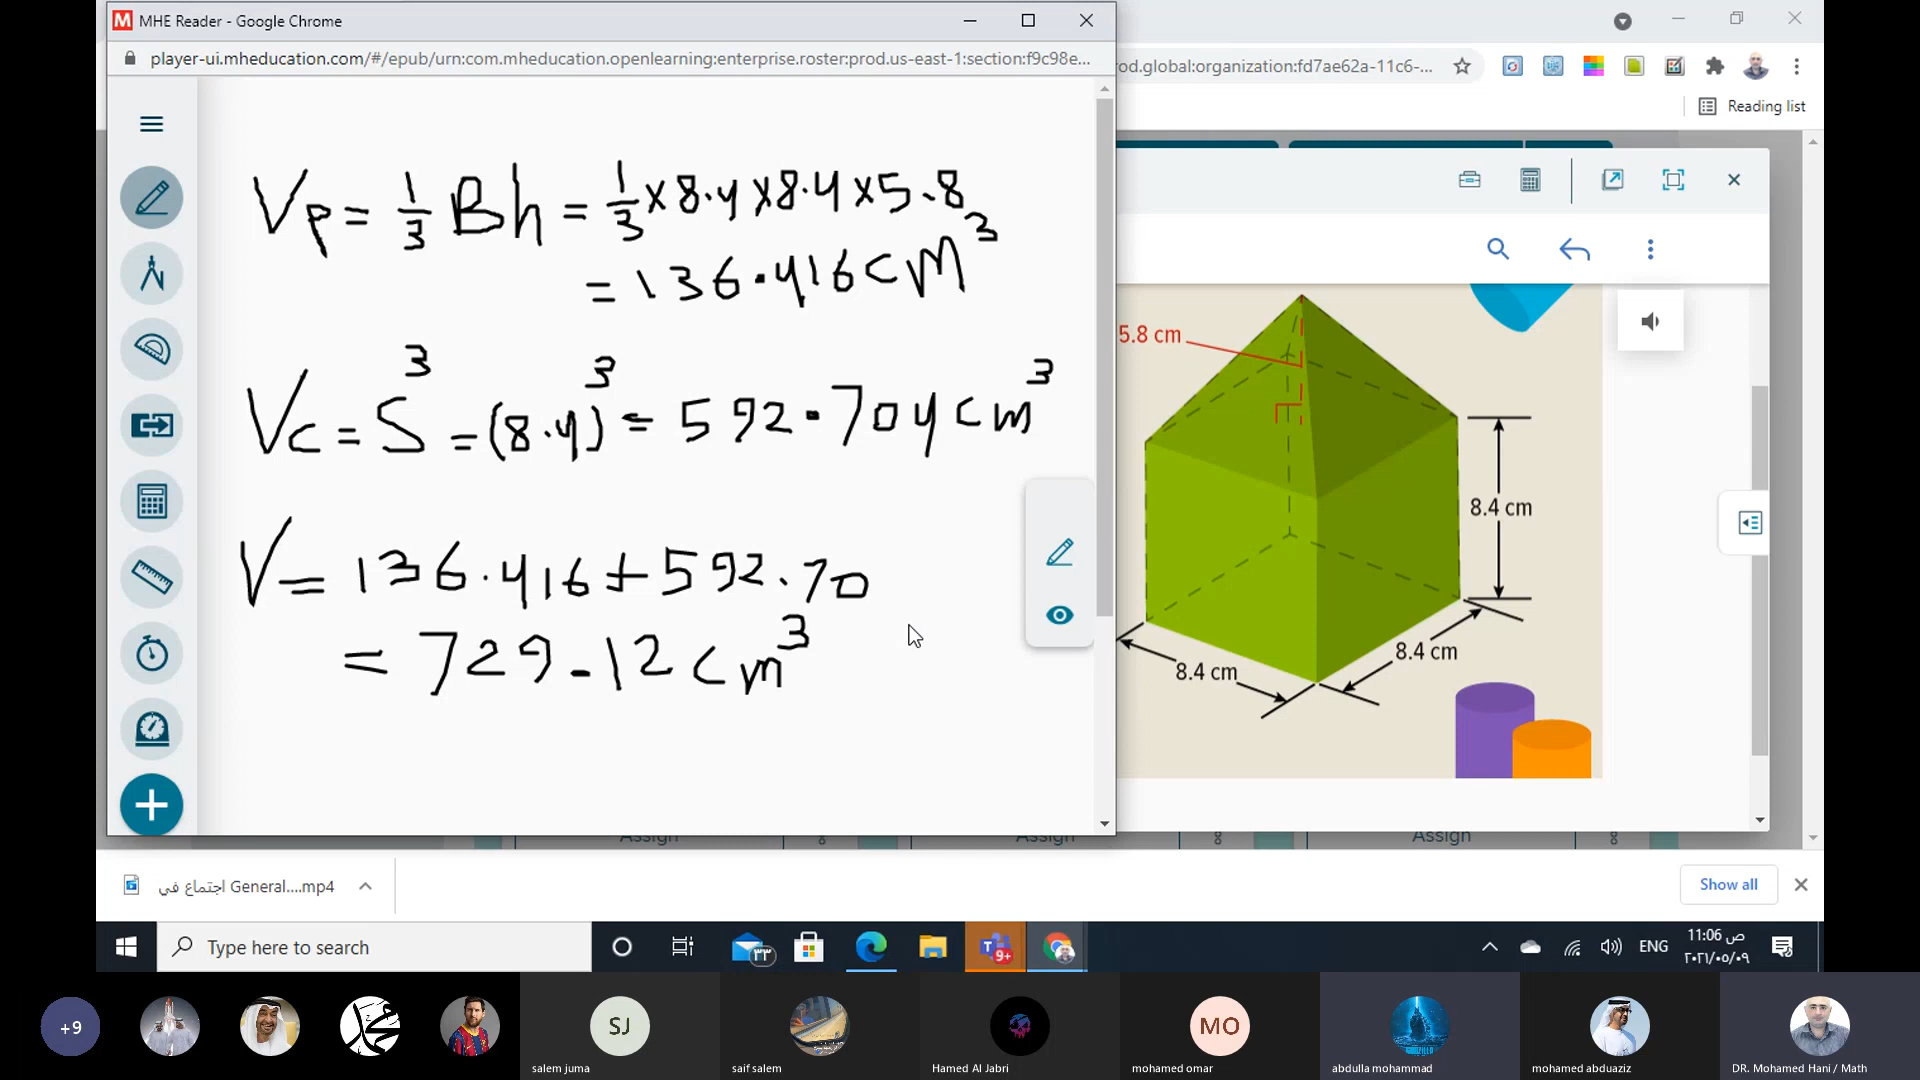 MHE Reader - Google Chrome
player-ui.mheducation.com/#/epub/urn:com.mheducation.openlearning:enterprise.roster:prod.us-east-1:section:f9c98e...
rod.global:organization:fd7ae62a-11c6-...
Reading list
Vp = 1/3 Bh = 1/3 x 8.4 x 8.4 x 5.8
= 136.416 cm³
Vc = S³ = (8.4)³ = 592.704 cm³
V = 136.416 + 592.70
= 729.12 cm³
5.8 cm
8.4 cm
8.4 cm
8.4 cm
Assign
Assign
Assign
اجتماع في General....mp4
Show all
Type here to search
٣٣
9+
ENG
11:06 ص
٢٠٢١/٠٥/٠٩
+9
SJ
MO
salem juma
saif salem
Hamed Al Jabri
mohamed omar
abdulla mohammad
mohamed abduaziz
DR. Mohamed Hani / Math